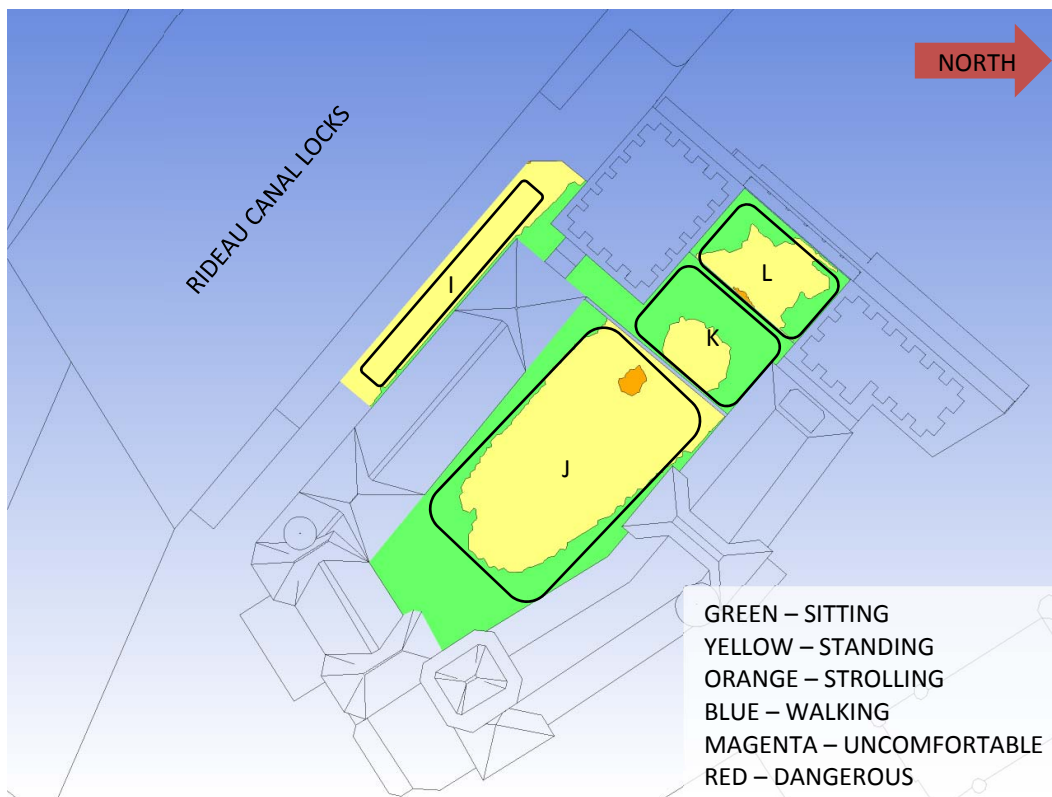 NORTH
RIDEAU CANAL LOCKS
I
L
K
J
GREEN – SITTING
YELLOW – STANDING
ORANGE – STROLLING
BLUE – WALKING
MAGENTA – UNCOMFORTABLE
RED – DANGEROUS